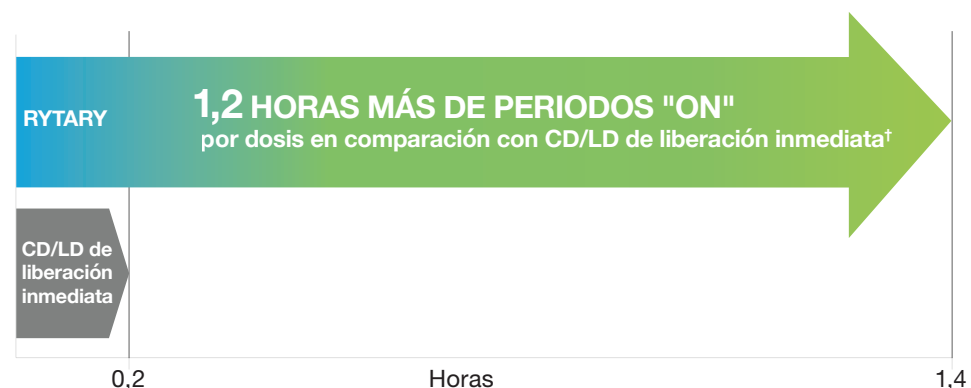 RYTARY
1,2 HORAS MÁS DE PERIODOS "ON"
por dosis en comparación con CD/LD de liberación inmediata†
CD/LD de
liberación
inmediata
0,2
Horas
1,4